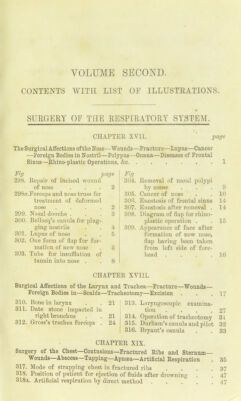 VOLUME SECOND.
CONTENTS WITH LIST OF ILLUSTRATIONS.
SURGERY OF THE RESPIRATORY SYSTEM.
CHAPTER XVII. page
The Surgical Affections of the Nose—Wounds—Fracture—Lupus—Cancer
—Foreign Bodies in Nostril—Polypus—Ozæna—Diseases of Frontal
Sinus—Rhino-plastic Operations, &c. . . 1
Fig page
298. Repair of incised wound
of nose . . 2
298a. Forceps and nose truss for
treatment of deformed
nose . . 2
299. Nasal douche . . 3
300. Bellocq's canula for plug-
ging nostrils . . 4
301. Lupus of nose . . 5
302. One form of flap for for-
mation of new nose . 5
303. Tube for insufflation of
tannin into nose . . 8
Fig
304. Removal of nasal polypi
by noose . . 9
305. Cancer of nose . . 10
306. Exostosis of frontal sinus 14
307. Exostosis after removal . 14
308. Diagram of flap for rhino-
plastic operation . . 15
309. Appearance of face after
formation of new nose,
flap having been taken
from left side of fore-
head . . 16
CHAPTER XVIII.
Surgical Affections of the Larynx and Trachea—Fracture—Wounds—
Foreign Bodies in—Scalds—Tracheotomy—Excision . . 17
310. Bone in larynx . 21
311. Date stone impacted in
right bronchus . 21
312. Gross's trachea forceps . 24
313. Laryngoscopic examina-
tion . . 27
314. Operation of tracheotomy 31
315. Durham's canula and pilot 32
316. Bryant's canula . 33
CHAPTER XIX.
Surgery of the Chest—Contusions—Fractured Ribs and Sternum—
Wounds—Abscess—Tapping—Apnœa—Artificial Respiration . 35
317. Mode of strapping chest in fractured ribs . . 37
318. Position of patient for ejection of fluids after drowning . 47
318a. Artificial respiration by direct method . . 47